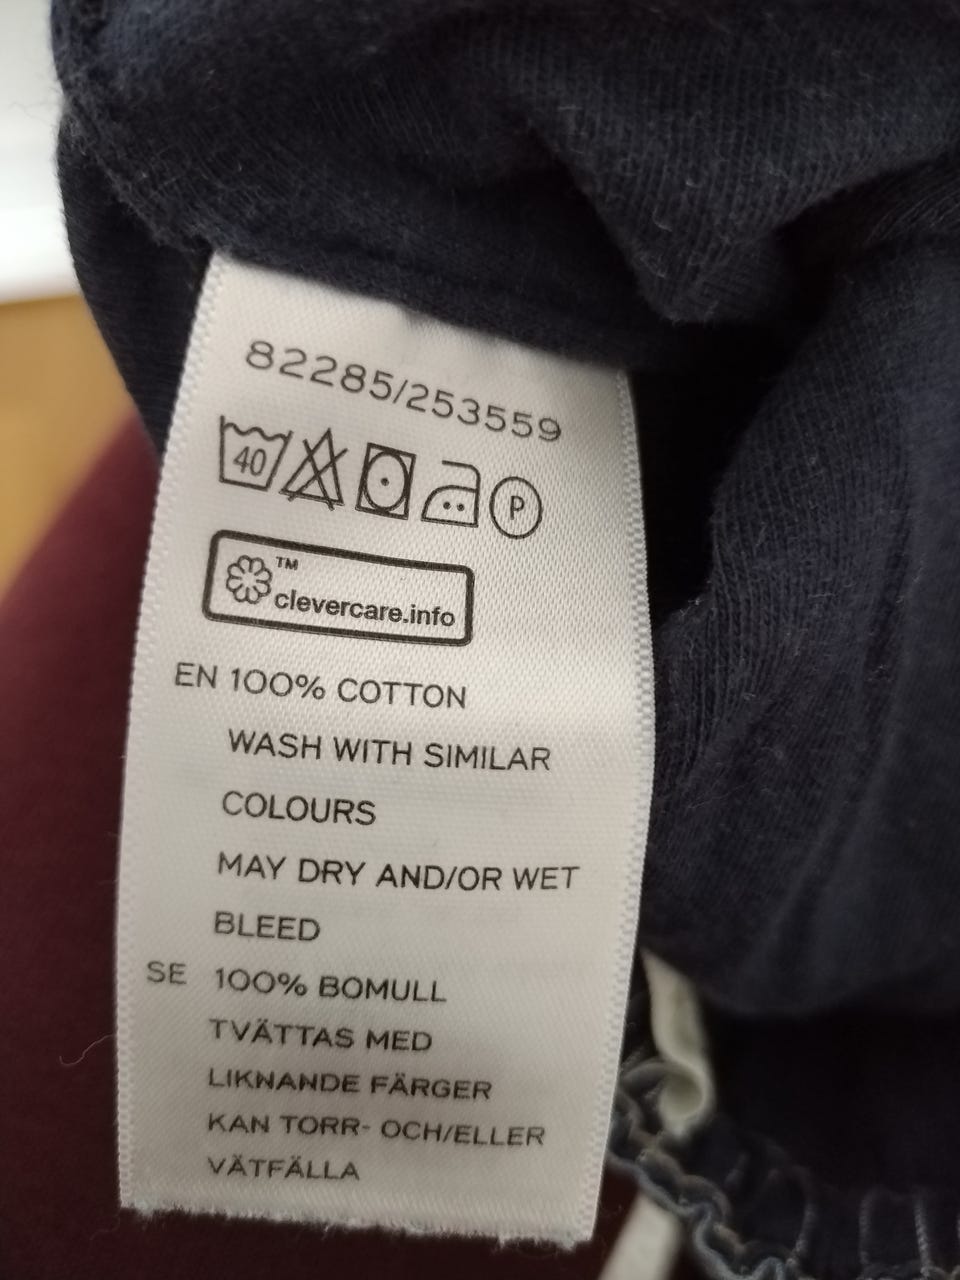 82285/253559
40 P
TM
clevercare.info
EN 100% COTTON
WASH WITH SIMILAR
COLOURS
MAY DRY AND/OR WET
BLEED
SE 100% BOMULL
TVÄTTAS MED
LIKNANDE FÄRGER
KAN TORR- OCH/ELLER
VÄTFÄLLA